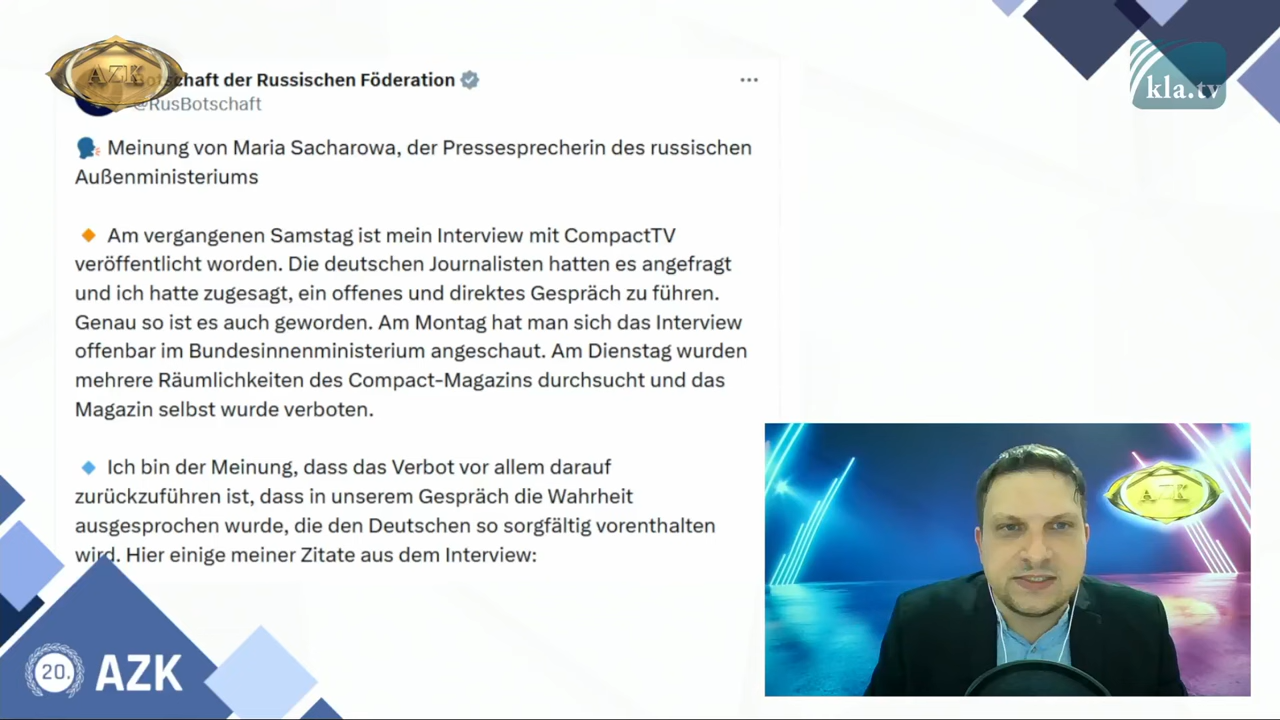 AZK
Botschaft der Russischen Föderation
@RusBotschaft
kla.tv
Meinung von Maria Sacharowa, der Pressesprecherin des russischen
Außenministeriums
Am vergangenen Samstag ist mein Interview mit CompactTV
veröffentlicht worden. Die deutschen Journalisten hatten es angefragt
und ich hatte zugesagt, ein offenes und direktes Gespräch zu führen.
Genau so ist es auch geworden. Am Montag hat man sich das Interview
offenbar im Bundesinnenministerium angeschaut. Am Dienstag wurden
mehrere Räumlichkeiten des Compact-Magazins durchsucht und das
Magazin selbst wurde verboten.
Ich bin der Meinung, dass das Verbot vor allem darauf
zurückzuführen ist, dass in unserem Gespräch die Wahrheit
ausgesprochen wurde, die den Deutschen so sorgfältig vorenthalten
wird. Hier einige meiner Zitate aus dem Interview:
AZK
20. AZK